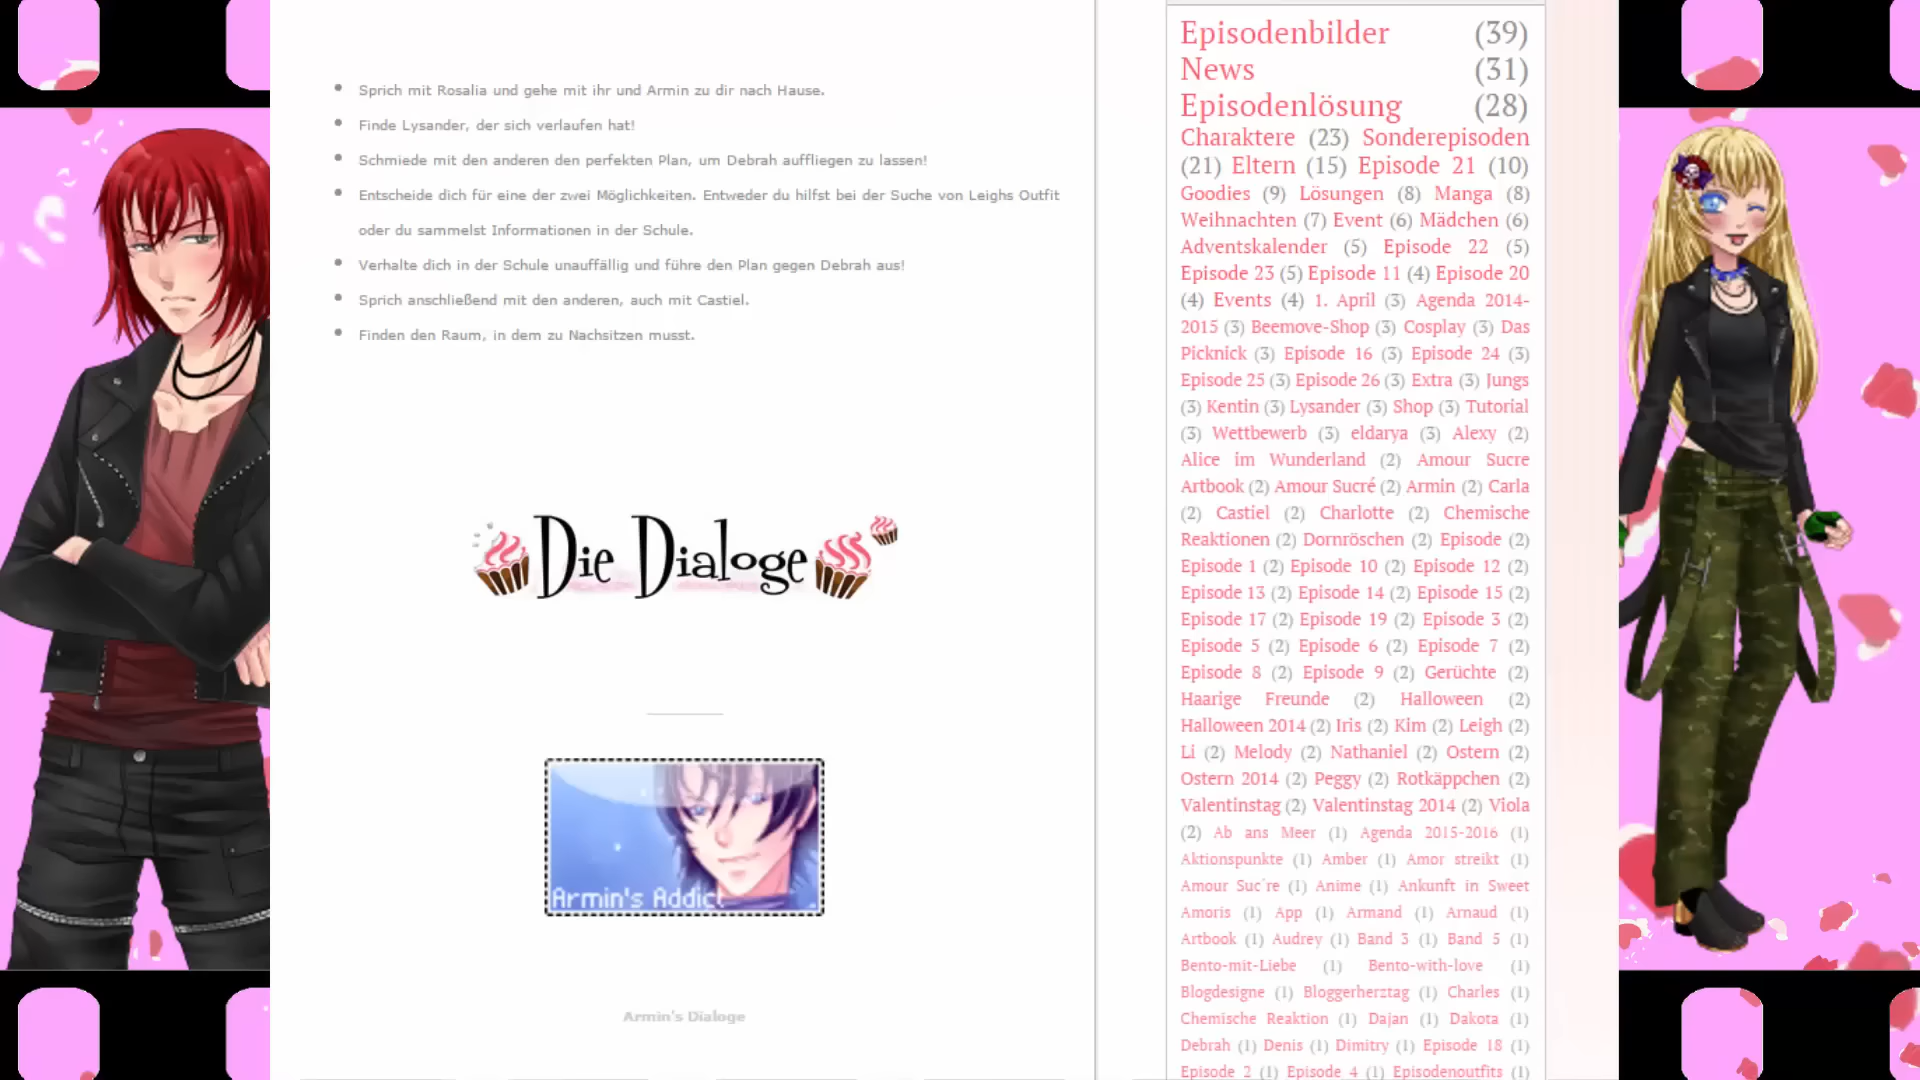 Sprich mit Rosalia und gehe mit ihr und Armin zu dir nach Hause.
Finde Lysander, der sich verlaufen hat!
Schmiede mit den anderen den perfekten Plan, um Debrah auffliegen zu lassen!
Entscheide dich für eine der zwei Möglichkeiten. Entweder du hilfst bei der Suche von Leighs Outfit
oder du sammelst Informationen in der Schule.
Verhalte dich in der Schule unauffällig und führe den Plan gegen Debrah aus!
Sprich anschließend mit den anderen, auch mit Castiel.
Finden den Raum, in dem zu Nachsitzen musst.
Die Dialoge
Armin's Addict
Armin's Dialoge
Episodenbilder (39)
News (31)
Episodenlösung (28)
Charaktere (23) Sonderepisoden
(21) Eltern (15) Episode 21 (10)
Goodies (9) Lösungen (8) Manga (8)
Weihnachten (7) Event (6) Mädchen (6)
Adventskalender (5) Episode 22 (5)
Episode 23 (5) Episode 11 (4) Episode 20
(4) Events (4) 1. April (3) Agenda 2014-
2015 (3) Beemove-Shop (3) Cosplay (3) Das
Picknick (3) Episode 16 (3) Episode 24 (3)
Episode 25 (3) Episode 26 (3) Extra (3) Jungs
(3) Kentin (3) Lysander (3) Shop (3) Tutorial
(3) Wettbewerb (3) eldarya (3) Alexy (2)
Alice im Wunderland (2) Amour Sucre
Artbook (2) Amour Sucré (2) Armin (2) Carla
(2) Castiel (2) Charlotte (2) Chemische
Reaktionen (2) Dornröschen (2) Episode (2)
Episode 1 (2) Episode 10 (2) Episode 12 (2)
Episode 13 (2) Episode 14 (2) Episode 15 (2)
Episode 17 (2) Episode 19 (2) Episode 3 (2)
Episode 5 (2) Episode 6 (2) Episode 7 (2)
Episode 8 (2) Episode 9 (2) Gerüchte (2)
Haarige Freunde (2) Halloween (2)
Halloween 2014 (2) Iris (2) Kim (2) Leigh (2)
Li (2) Melody (2) Nathaniel (2) Ostern (2)
Ostern 2014 (2) Peggy (2) Rotkäppchen (2)
Valentinstag (2) Valentinstag 2014 (2) Viola
(2) Ab ans Meer (1) Agenda 2015-2016 (1)
Aktionspunkte (1) Amber (1) Amor streikt (1)
Amour Suc´re (1) Anime (1) Ankunft in Sweet
Amoris (1) App (1) Armand (1) Arnaud (1)
Artbook (1) Audrey (1) Band 3 (1) Band 5 (1)
Bento-mit-Liebe (1) Bento-with-love (1)
Blogdesigne (1) Bloggerherztag (1) Charles (1)
Chemische Reaktion (1) Dajan (1) Dakota (1)
Debrah (1) Denis (1) Dimitry (1) Episode 18 (1)
Episode 2 (1) Episode 4 (1) Episodenoutfits (1)